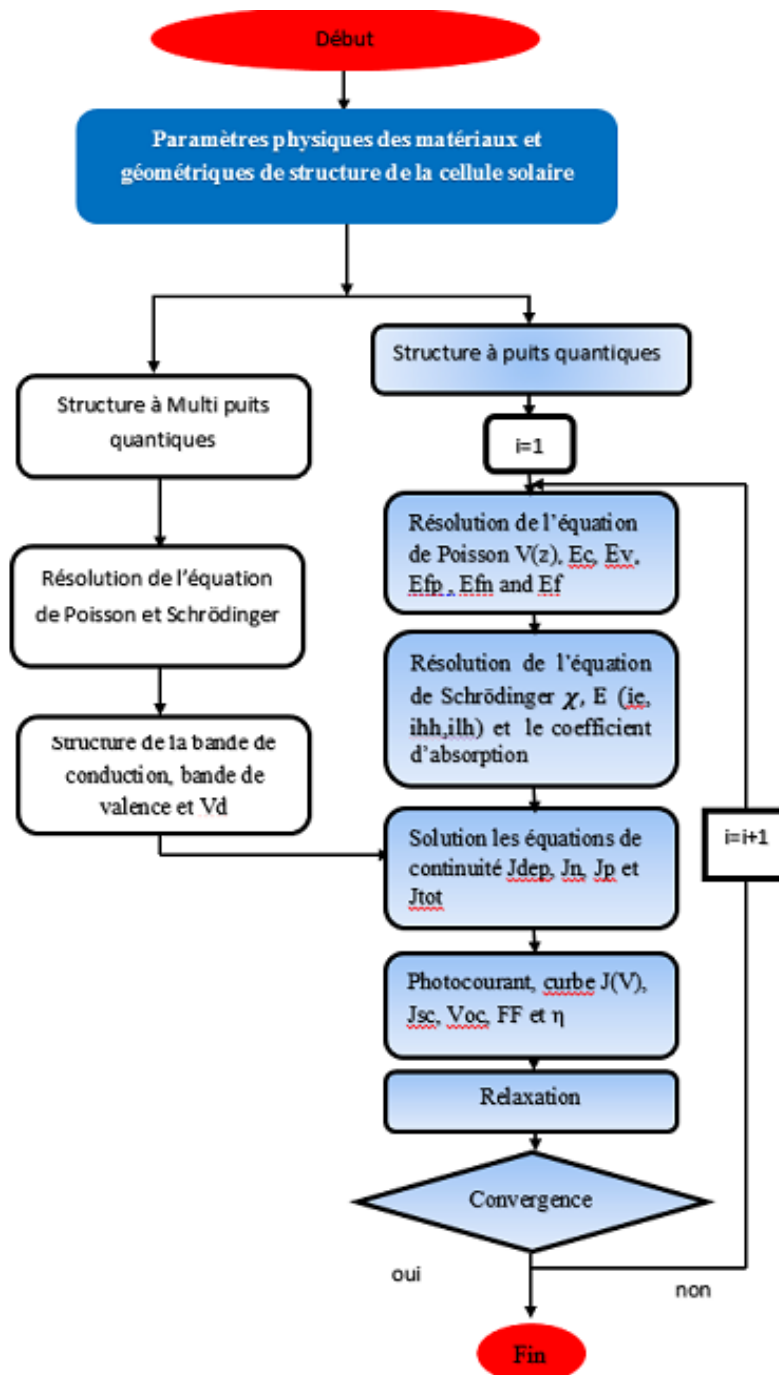 Début
Paramètres physiques des matériaux et
géométriques de structure de la cellule solaire
Structure à puits quantiques
Structure à Multi puits
quantiques
i=1
Résolution de l’équation
de Poisson V(z), Ec, Ev,
Efp , Efn and Ef
Résolution de l’équation
de Poisson et Schrödinger
Résolution de l’équation
de Schrödinger χ, E (ie,
ihh,ilh) et le coefficient
d’absorption
Structure de la bande de
conduction, bande de
valence et Vd
Solution les équations de
continuité Jdep, Jn, Jp et
Jtot
i=i+1
Photocourant, curbe J(V),
Jsc, Voc, FF et η
Relaxation
Convergence
oui
non
Fin